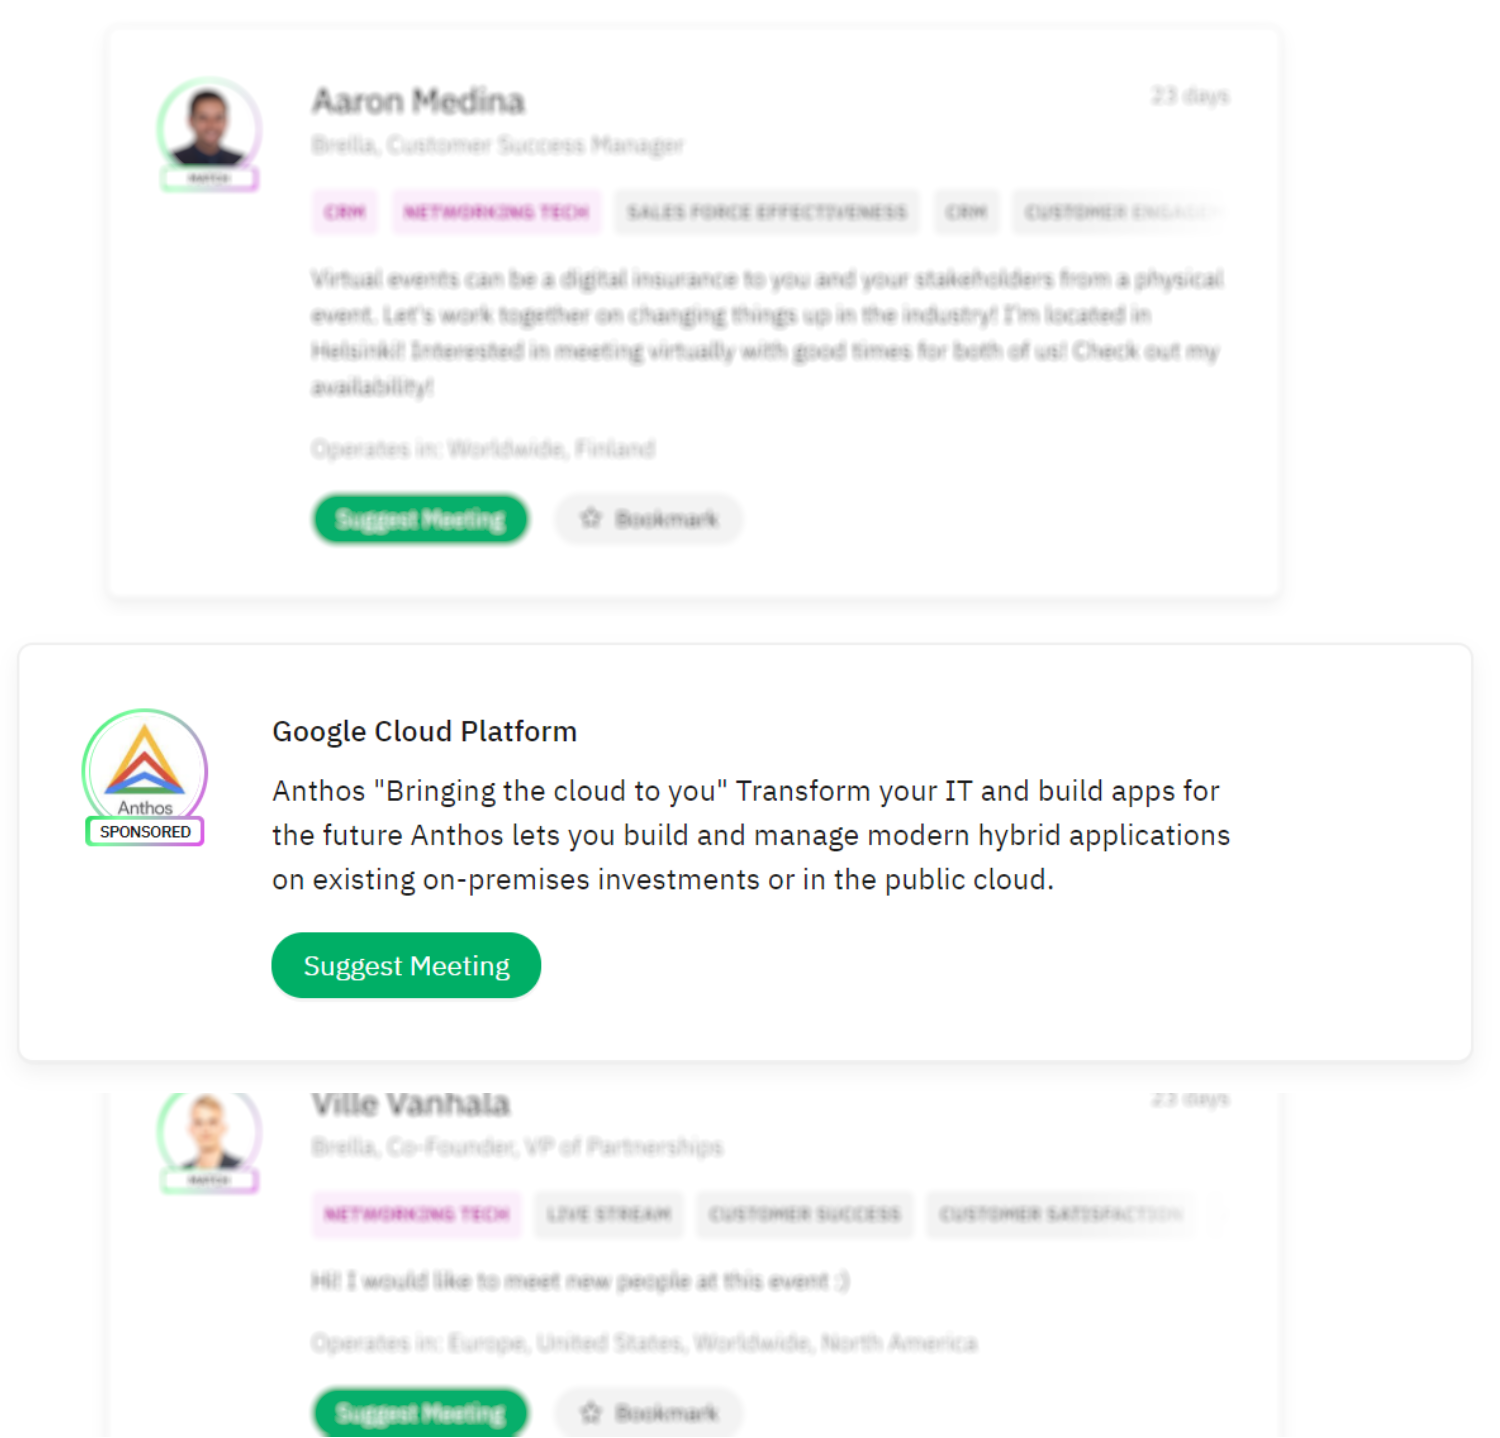 Aaron Medina
23 days
Brella, Customer Success Manager
MATCH
CRM NETWORKING TECH SALES FORCE EFFECTIVENESS CRM CUSTOMER
Virtual events can be a digital insurance to you and your stakeholders from a physical
event. Let's work together on changing things up in the industry! I'm located in
Helsinki! Interested in meeting virtually with good times for both of us! Check out my
availability!
Operates in: Worldwide, Finland
Suggest Meeting
Bookmark
Google Cloud Platform
Anthos "Bringing the cloud to you" Transform your IT and build apps for
the future Anthos lets you build and manage modern hybrid applications
on existing on-premises investments or in the public cloud.
Anthos
SPONSORED
Suggest Meeting
Ville Vanhala
23 days
Brella, Co-Founder, VP of Partnerships
MATCH
NETWORKING TECH LIVE STREAM CUSTOMER SUCCESS CUSTOMER SATISFACTION
Hi! I would like to meet new people at this event :)
Operates in: Europe, United States, Worldwide, North America
Suggest Meeting
Bookmark